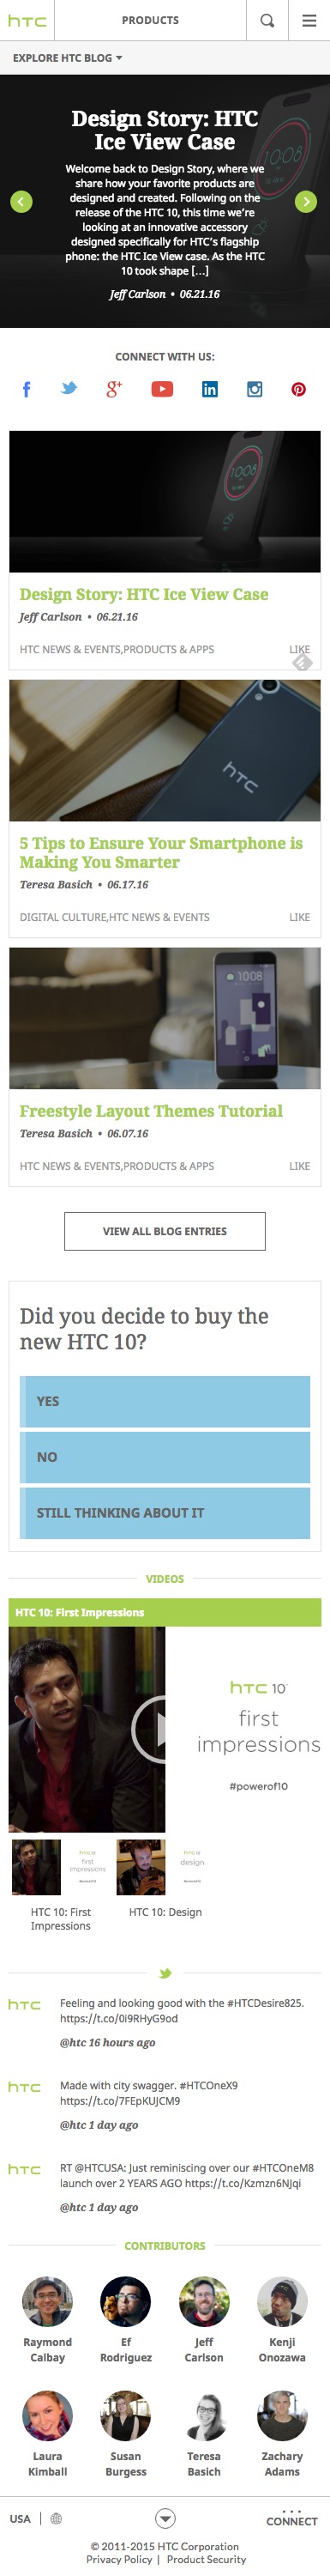 htc
PRODUCTS
EXPLORE HTC BLOG
Design Story: HTC
Ice View Case
Welcome back to Design Story, where we
share how your favorite products are
designed and created. Following on the
release of the HTC 10, this time we're
looking at an innovative accessory
designed specifically for HTC's flagship
phone: the HTC Ice View case. As the HTC
10 took shape […]
Jeff Carlson • 06.21.16
CONNECT WITH US:
Design Story: HTC Ice View Case
Jeff Carlson • 06.21.16
HTC NEWS & EVENTS,PRODUCTS & APPS LIKE
htc
5 Tips to Ensure Your Smartphone is
Making You Smarter
Teresa Basich • 06.17.16
DIGITAL CULTURE,HTC NEWS & EVENTS LIKE
Freestyle Layout Themes Tutorial
Teresa Basich • 06.07.16
HTC NEWS & EVENTS,PRODUCTS & APPS LIKE
VIEW ALL BLOG ENTRIES
Did you decide to buy the
new HTC 10?
YES
NO
STILL THINKING ABOUT IT
VIDEOS
HTC 10: First Impressions
htc 10
first
impressions
#powerof10
first
impressions
design
HTC 10: First
Impressions
HTC 10: Design
htc
Feeling and looking good with the #HTCDesire825.
https://t.co/0i9RHyG9od
@htc 16 hours ago
htc
Made with city swagger. #HTCOneX9
https://t.co/7FEpKUJCM9
@htc 1 day ago
htc
RT @HTCUSA: Just reminiscing over our #HTCOneM8
launch over 2 YEARS AGO https://t.co/Kzmzn6NJqi
@htc 1 day ago
CONTRIBUTORS
Raymond
Calbay
Ef
Rodriguez
Jeff
Carlson
Kenji
Onozawa
Laura
Kimball
Susan
Burgess
Teresa
Basich
Zachary
Adams
USA
CONNECT
© 2011-2015 HTC Corporation
Privacy Policy | Product Security